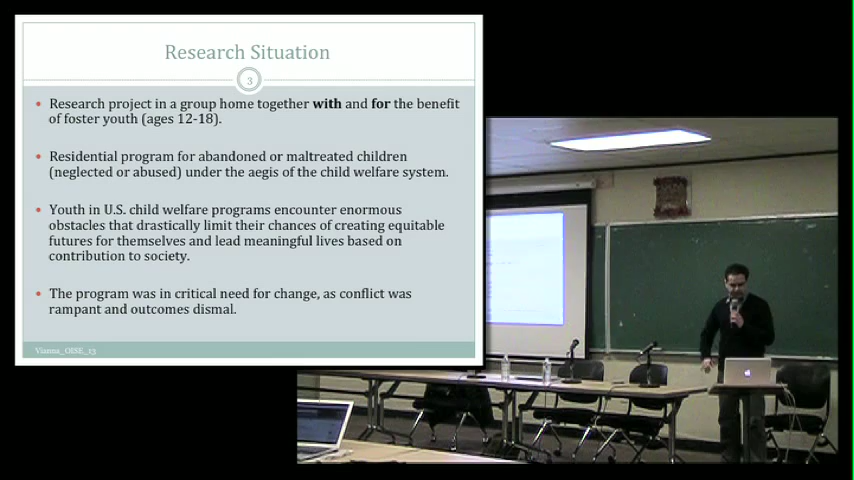 Research Situation
3
Research project in a group home together with and for the benefit
of foster youth (ages 12-18).
Residential program for abandoned or maltreated children
(neglected or abused) under the aegis of the child welfare system.
Youth in U.S. child welfare programs encounter enormous
obstacles that drastically limit their chances of creating equitable
futures for themselves and lead meaningful lives based on
contribution to society.
The program was in critical need for change, as conflict was
rampant and outcomes dismal.
Vianna_OISE_13